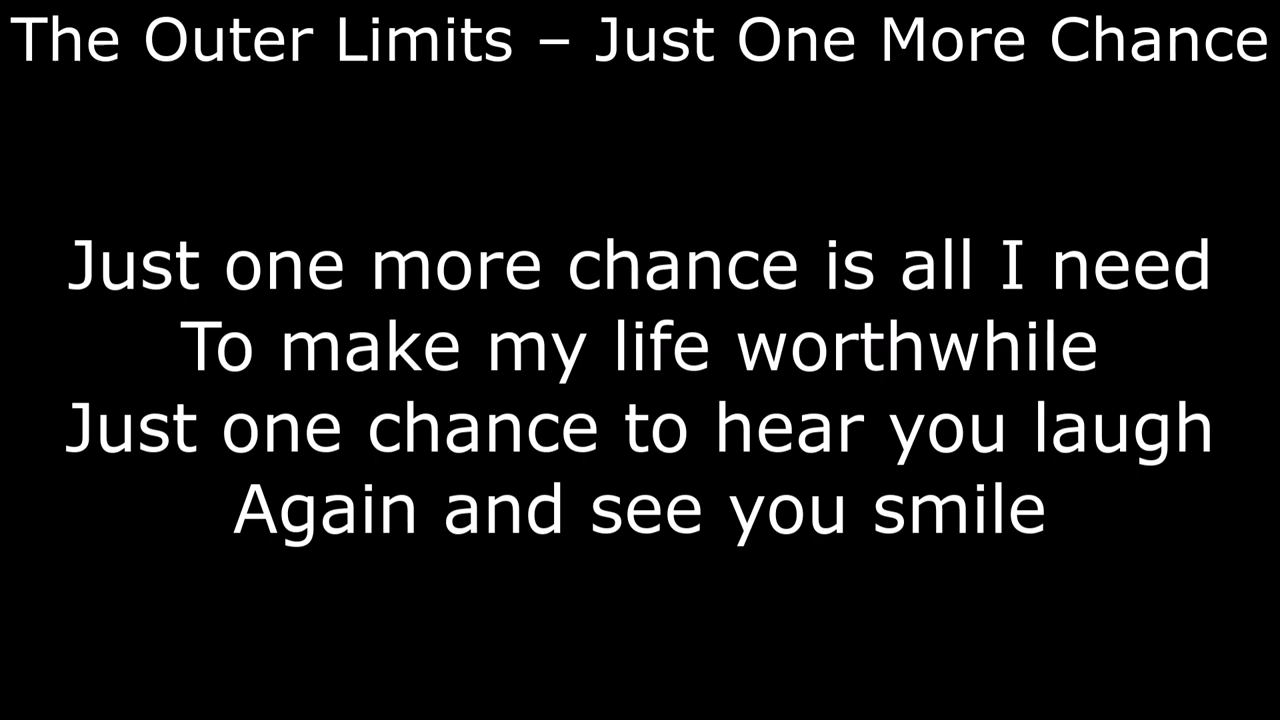 The Outer Limits – Just One More Chance
Just one more chance is all I need
To make my life worthwhile
Just one chance to hear you laugh
Again and see you smile